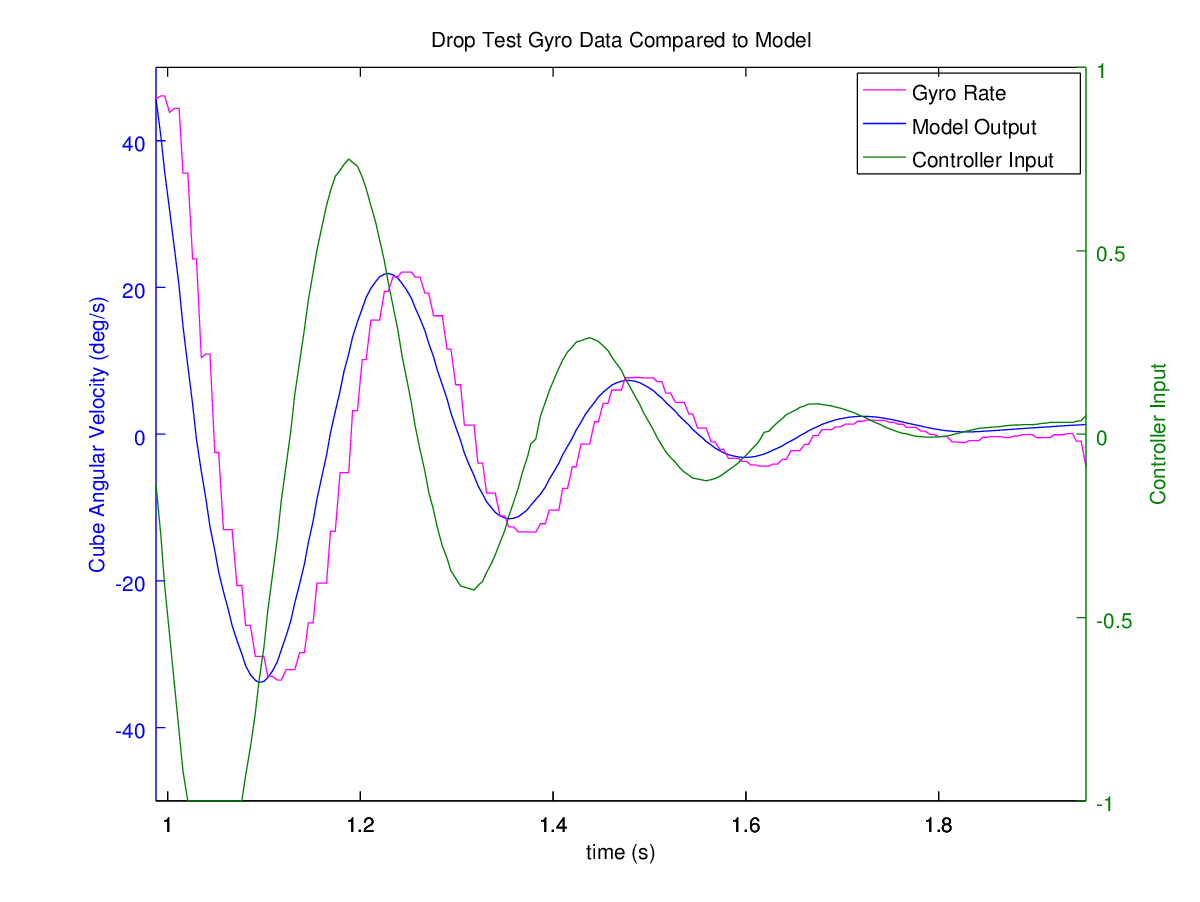 Drop Test Gyro Data Compared to Model
Gyro Rate
Model Output
Controller Input
Cube Angular Velocity (deg/s)
40
20
0
-20
-40
1
0.5
0
-0.5
-1
Controller Input
1
1.2
1.4
1.6
1.8
time (s)